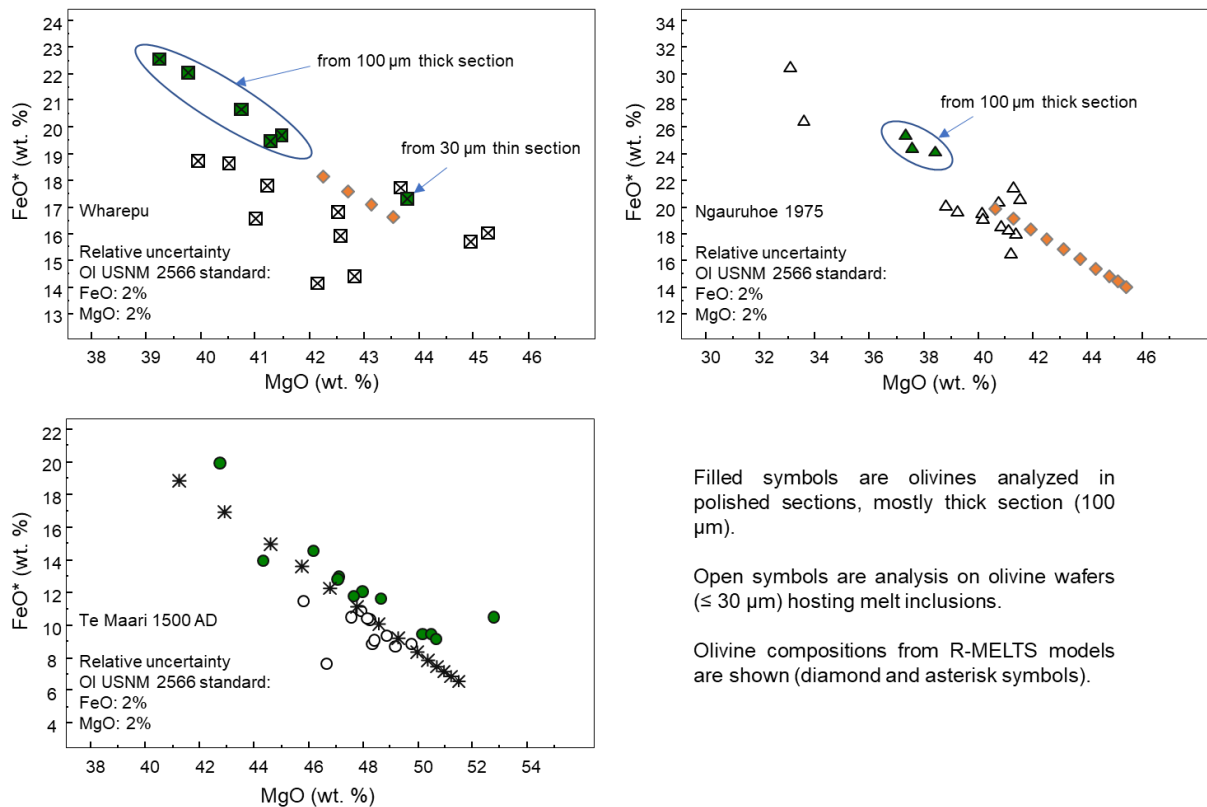 24
23
22
21
20
19
18
17
16
15
14
13
FeO* (wt. %)
from 100 µm thick section
from 30 µm thin section
Wharepu
Relative uncertainty
Ol USNM 2566 standard:
FeO: 2%
MgO: 2%
38 39 40 41 42 43 44 45 46
MgO (wt. %)
34
32
30
28
26
24
22
20
18
16
14
12
FeO* (wt. %)
from 100 µm thick section
Ngauruhoe 1975
Relative uncertainty
Ol USNM 2566 standard:
FeO: 2%
MgO: 2%
30 32 34 36 38 40 42 44 46
MgO (wt. %)
22
20
18
16
14
12
10
8
6
4
FeO* (wt. %)
Te Maari 1500 AD
Relative uncertainty
Ol USNM 2566 standard:
FeO: 2%
MgO: 2%
38 40 42 44 46 48 50 52 54
MgO (wt. %)
Filled symbols are olivines analyzed in
polished sections, mostly thick section (100
µm).
Open symbols are analysis on olivine wafers
(≤ 30 µm) hosting melt inclusions.
Olivine compositions from R-MELTS models
are shown (diamond and asterisk symbols).